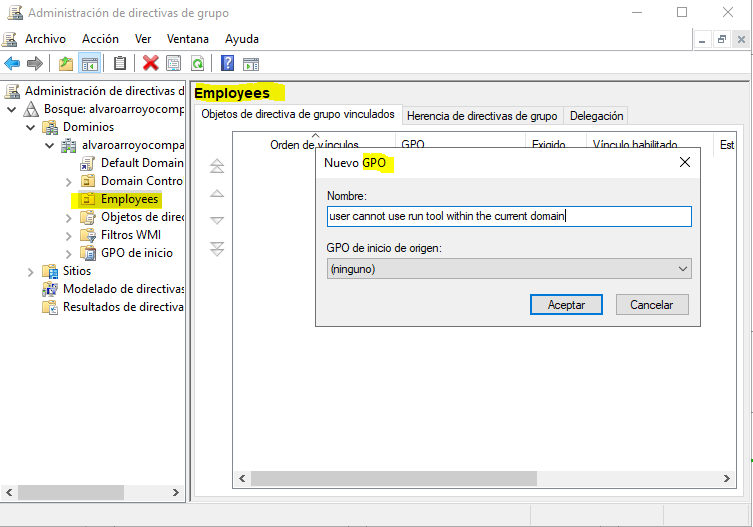 Administración de directivas de grupo
Archivo Acción Ver Ventana Ayuda
Administración de directivas d
Bosque: alvaroarroyocomp
Dominios
alvaroarroyocompa
Default Domain
Domain Contro
Employees
Objetos de direc
Filtros WMI
GPO de inicio
Sitios
Modelado de directivas
Resultados de directiva
Employees
Objetos de directiva de grupo vinculados Herencia de directivas de grupo Delegación
Orden de vínculos GPO Exigido Vínculo habilitado Est
Nuevo GPO
Nombre:
user cannot use run tool within the current domain
GPO de inicio de origen:
(ninguno)
Aceptar Cancelar